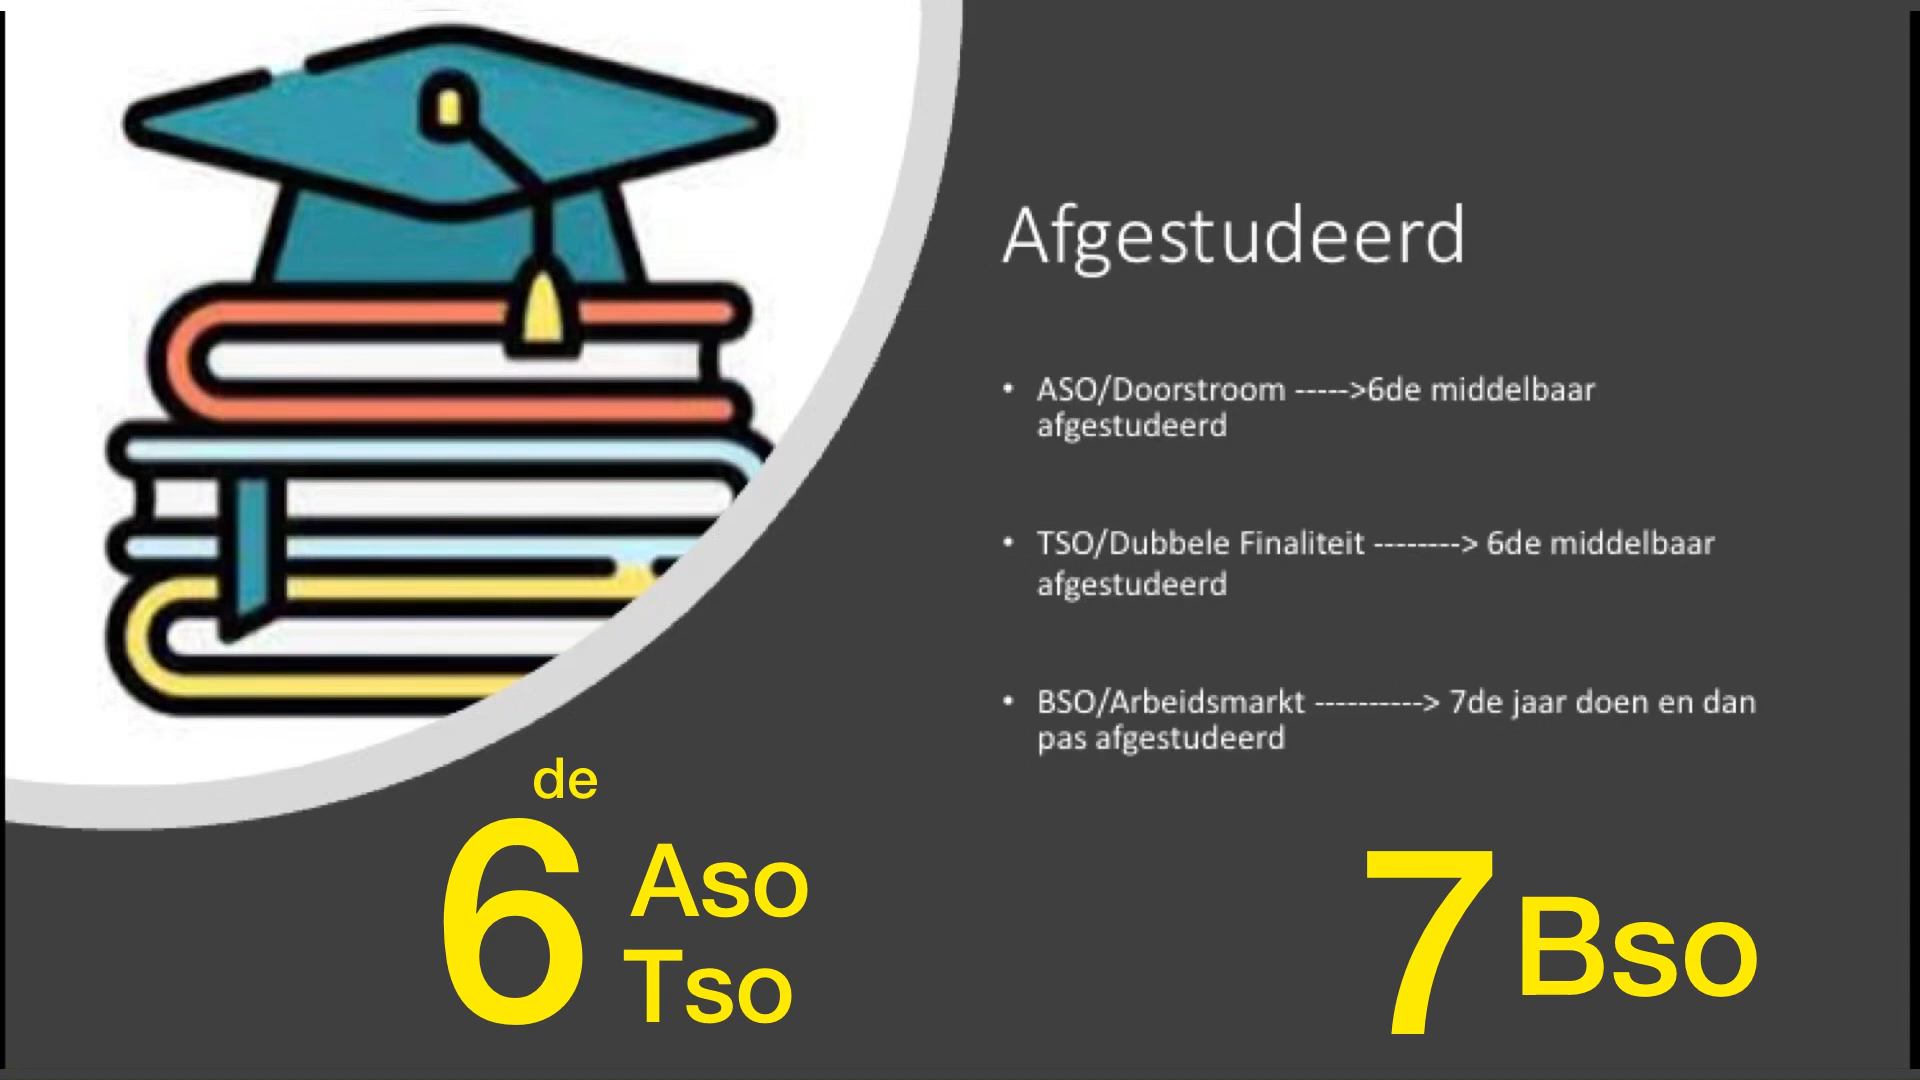 Afgestudeerd
• ASO/Doorstroom ----->6de middelbaar
afgestudeerd
• TSO/Dubbele Finaliteit --------> 6de middelbaar
afgestudeerd
• BSO/Arbeidsmarkt ----------> 7de jaar doen en dan
pas afgestudeerd
de
6 Aso
Tso
7 Bso